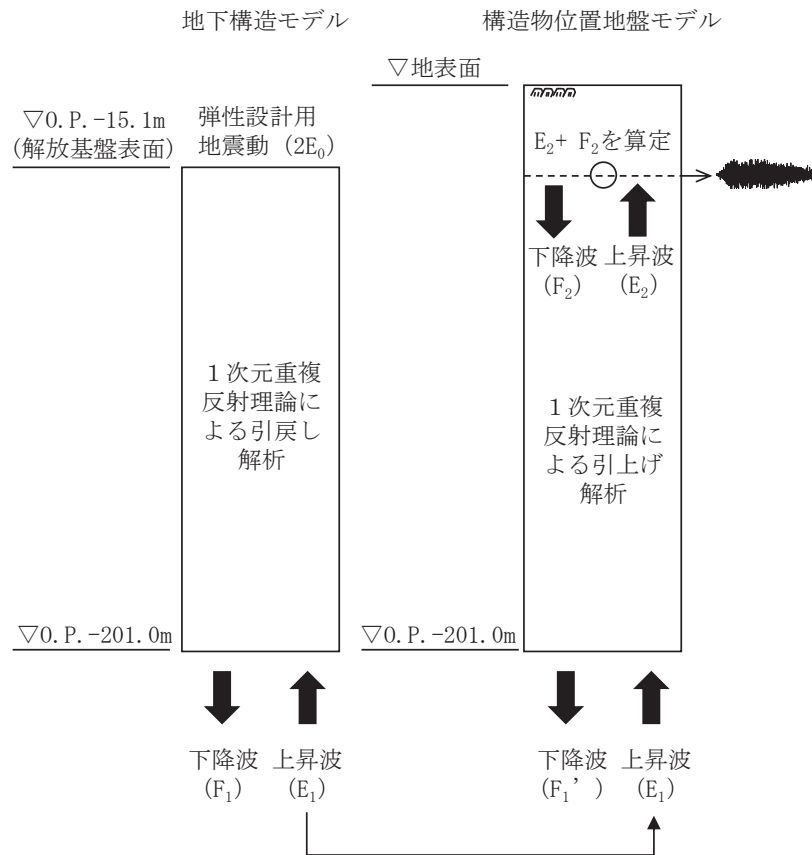 地下構造モデル
▽O.P.-15.1m
(解放基盤表面)
弾性設計用
地震動（2E₀）
１次元重複
反射理論に
よる引戻し
解析
▽O.P.-201.0m
下降波
(F₁)
上昇波
(E₁)
構造物位置地盤モデル
▽地表面
E₂+ F₂を算定
下降波
(F₂)
上昇波
(E₂)
１次元重複
反射理論に
よる引上げ
解析
▽O.P.-201.0m
下降波
(F₁’)
上昇波
(E₁)